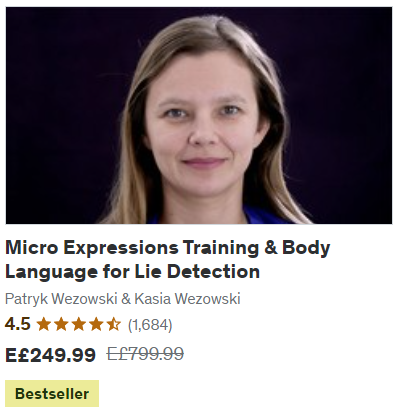 Micro Expressions Training & Body
Language for Lie Detection
Patryk Wezowski & Kasia Wezowski
4.5 (1,684)
E£249.99 E£799.99
Bestseller